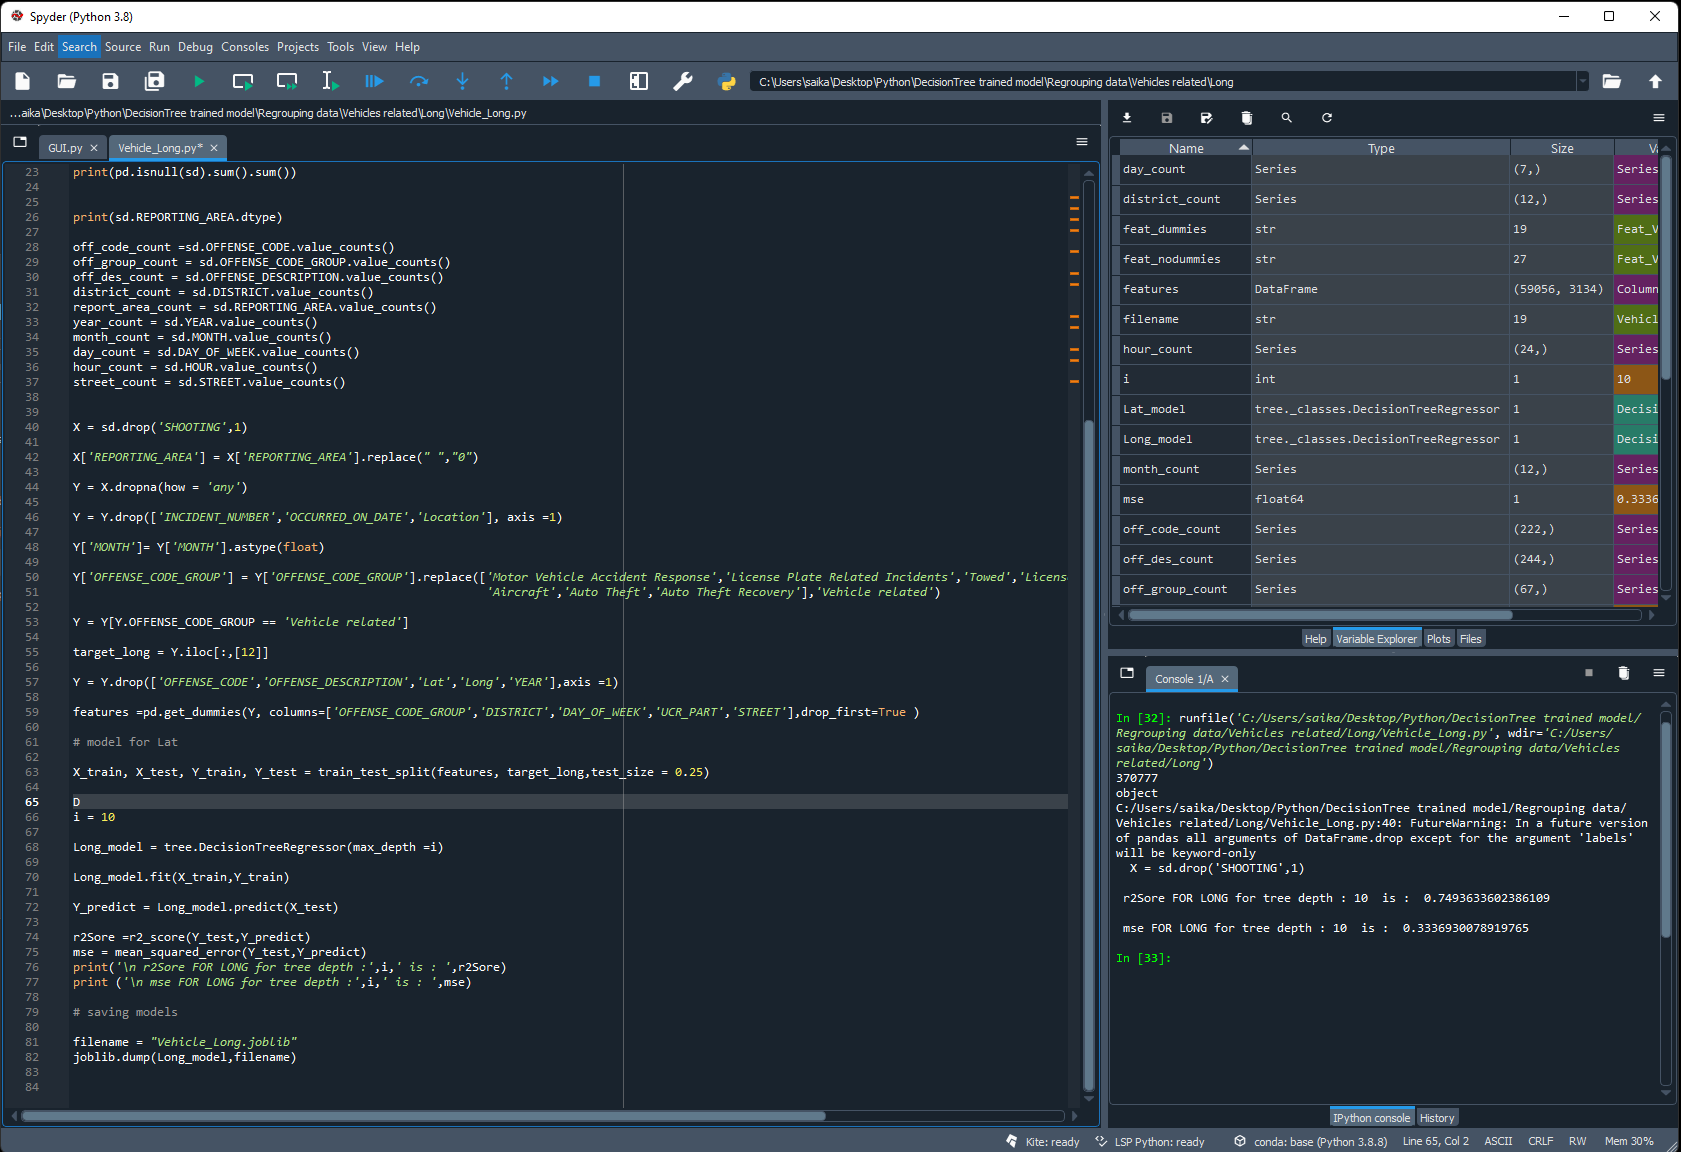 Spyder (Python 3.8)
File Edit Search Source Run Debug Consoles Projects Tools View Help
C:\Users\saika\Desktop\Python\DecisionTree trained model\Regrouping data\Vehicles related\Long
...aika\Desktop\Python\DecisionTree trained model\Regrouping data\Vehicles related\Long\Vehicle_Long.py
GUI.py
Vehicle_Long.py*
23 print(pd.isnull(sd).sum().sum())
24
25
26 print(sd.REPORTING_AREA.dtype)
27
28 off_code_count =sd.OFFENSE_CODE.value_counts()
29 off_group_count = sd.OFFENSE_CODE_GROUP.value_counts()
30 off_des_count = sd.OFFENSE_DESCRIPTION.value_counts()
31 district_count = sd.DISTRICT.value_counts()
32 report_area_count = sd.REPORTING_AREA.value_counts()
33 year_count = sd.YEAR.value_counts()
34 month_count = sd.MONTH.value_counts()
35 day_count = sd.DAY_OF_WEEK.value_counts()
36 hour_count = sd.HOUR.value_counts()
37 street_count = sd.STREET.value_counts()
38
39
40 X = sd.drop('SHOOTING',1)
41
42 X['REPORTING_AREA'] = X['REPORTING_AREA'].replace(" ","0")
43
44 Y = X.dropna(how = 'any')
45
46 Y = Y.drop(['INCIDENT_NUMBER','OCCURRED_ON_DATE','Location'], axis =1)
47
48 Y['MONTH']= Y['MONTH'].astype(float)
49
50 Y['OFFENSE_CODE_GROUP'] = Y['OFFENSE_CODE_GROUP'].replace(['Motor Vehicle Accident Response','License Plate Related Incidents','Towed','Licens
51 'Aircraft','Auto Theft','Auto Theft Recovery'],'Vehicle related')
52
53 Y = Y[Y.OFFENSE_CODE_GROUP == 'Vehicle related']
54
55 target_long = Y.iloc[:,[12]]
56
57 Y = Y.drop(['OFFENSE_CODE','OFFENSE_DESCRIPTION','Lat','Long','YEAR'],axis =1)
58
59 features =pd.get_dummies(Y, columns=['OFFENSE_CODE_GROUP','DISTRICT','DAY_OF_WEEK','UCR_PART','STREET'],drop_first=True )
60
61 # model for Lat
62
63 X_train, X_test, Y_train, Y_test = train_test_split(features, target_long,test_size = 0.25)
64
65 D
66 i = 10
67
68 Long_model = tree.DecisionTreeRegressor(max_depth =i)
69
70 Long_model.fit(X_train,Y_train)
71
72 Y_predict = Long_model.predict(X_test)
73
74 r2Sore =r2_score(Y_test,Y_predict)
75 mse = mean_squared_error(Y_test,Y_predict)
76 print('\n r2Sore FOR LONG for tree depth :',i,' is : ',r2Sore)
77 print ('\n mse FOR LONG for tree depth :',i,' is : ',mse)
78
79 # saving models
80
81 filename = "Vehicle_Long.joblib"
82 joblib.dump(Long_model,filename)
83
84
Name Type Size Va
day_count Series (7,) Series
district_count Series (12,) Series
feat_dummies str 19 Feat_V
feat_nodummies str 27 Feat_V
features DataFrame (59056, 3134) Column
filename str 19 Vehicl
hour_count Series (24,) Series
i int 1 10
Lat_model tree._classes.DecisionTreeRegressor 1 Decisi
Long_model tree._classes.DecisionTreeRegressor 1 Decisi
month_count Series (12,) Series
mse float64 1 0.3336
off_code_count Series (222,) Series
off_des_count Series (244,) Series
off_group_count Series (67,) Series
Help Variable Explorer Plots Files
Console 1/A
In [32]: runfile('C:/Users/saika/Desktop/Python/DecisionTree trained model/
Regrouping data/Vehicles related/Long/Vehicle_Long.py', wdir='C:/Users/
saika/Desktop/Python/DecisionTree trained model/Regrouping data/Vehicles
related/Long')
370777
object
C:/Users/saika/Desktop/Python/DecisionTree trained model/Regrouping data/
Vehicles related/Long/Vehicle_Long.py:40: FutureWarning: In a future version
of pandas all arguments of DataFrame.drop except for the argument 'labels'
will be keyword-only
X = sd.drop('SHOOTING',1)
r2Sore FOR LONG for tree depth : 10 is : 0.7493633602386109
mse FOR LONG for tree depth : 10 is : 0.3336930078919765
In [33]:
IPython console History
Kite: ready LSP Python: ready conda: base (Python 3.8.8) Line 65, Col 2 ASCII CRLF RW Mem 30%